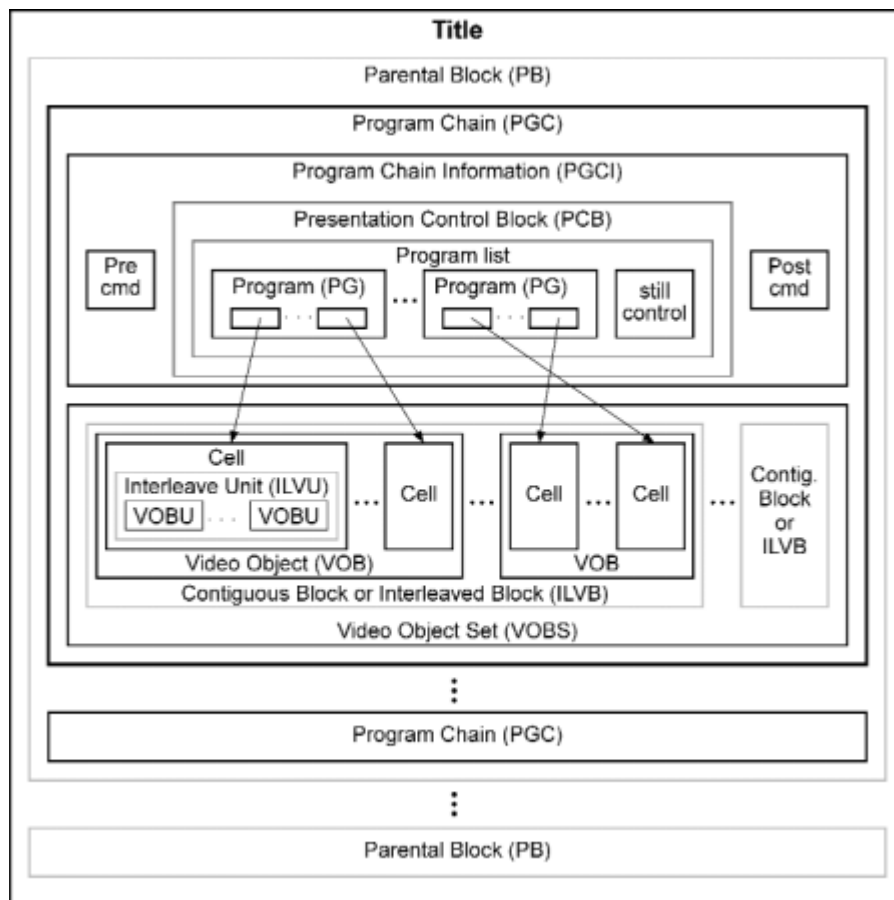 Title
Parental Block (PB)
Program Chain (PGC)
Program Chain Information (PGCI)
Presentation Control Block (PCB)
Program list
Pre
cmd
Program (PG)
...
Program (PG)
still
control
Post
cmd
Cell
Interleave Unit (ILVU)
VOBU . . . VOBU
...
Cell
Video Object (VOB)
...
Cell
...
Cell
VOB
Contiguous Block or Interleaved Block (ILVB)
...
Contig.
Block
or
ILVB
Video Object Set (VOBS)
Program Chain (PGC)
Parental Block (PB)